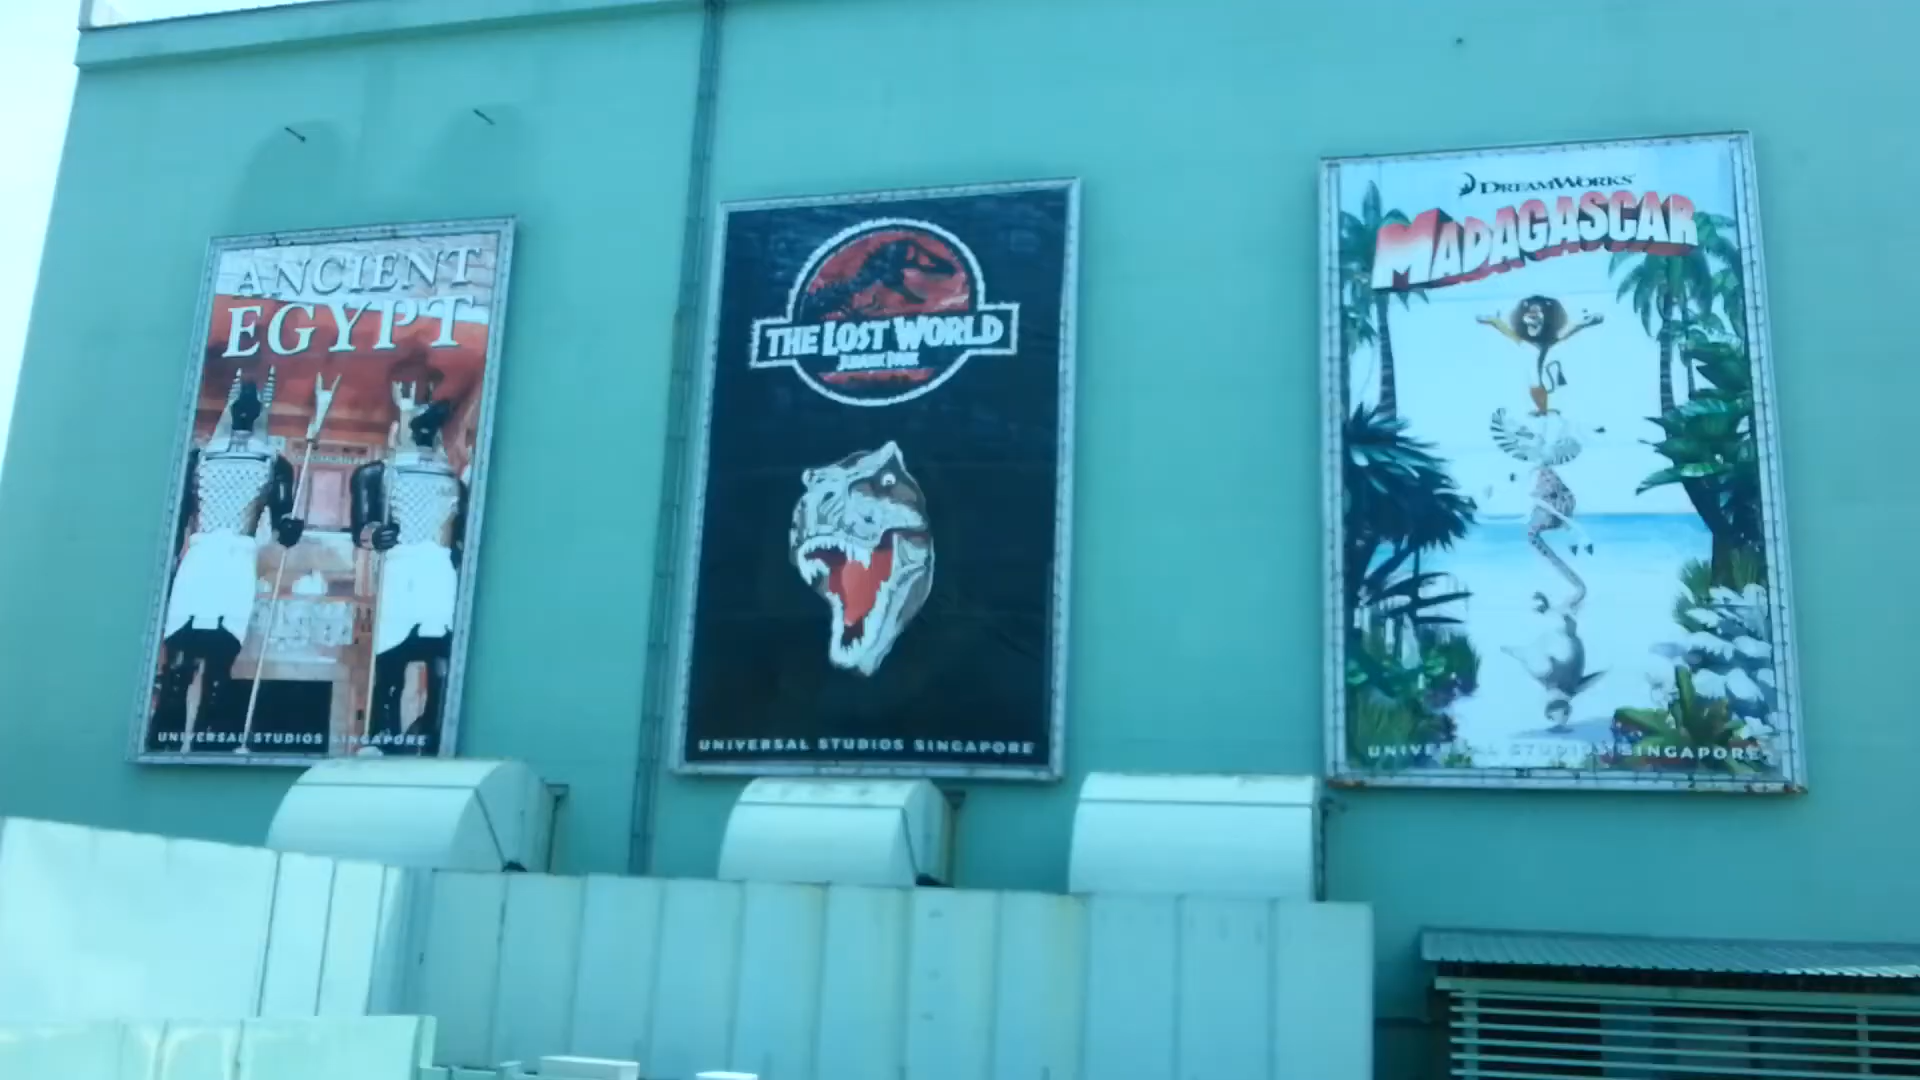 ANCIENT
EGYPT
UNIVERSAL STUDIOS SINGAPORE
THE LOST WORLD
JURASSIC PARK
UNIVERSAL STUDIOS SINGAPORE
DREAMWORKS
MADAGASCAR
UNIVERSAL STUDIOS SINGAPORE